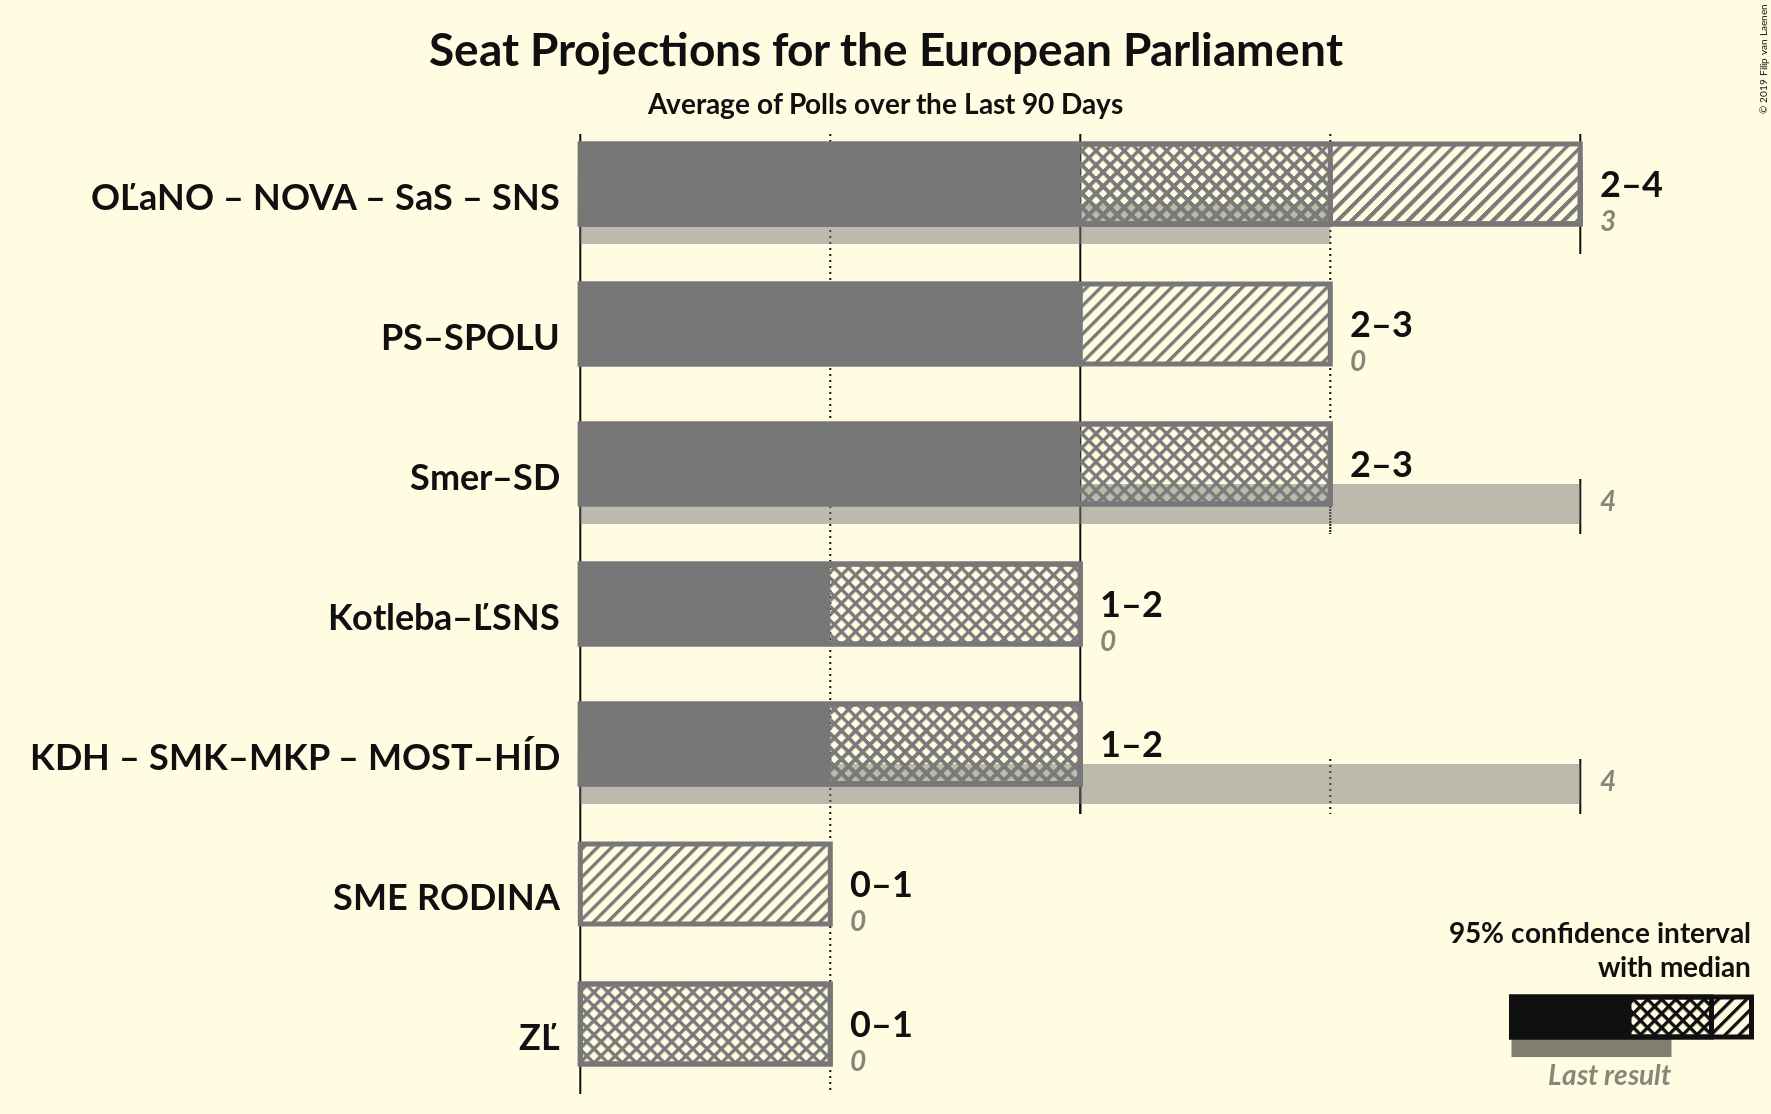 Seat Projections for the European Parliament
Average of Polls over the Last 90 Days
© 2019 Filip van Laenen
OĽaNO – NOVA – SaS – SNS
2–4
3
PS–SPOLU
2–3
0
Smer–SD
2–3
4
Kotleba–ĽSNS
1–2
0
KDH – SMK–MKP – MOST–HÍD
1–2
4
SME RODINA
0–1
0
ZĽ
0–1
0
95% confidence interval
with median
Last result